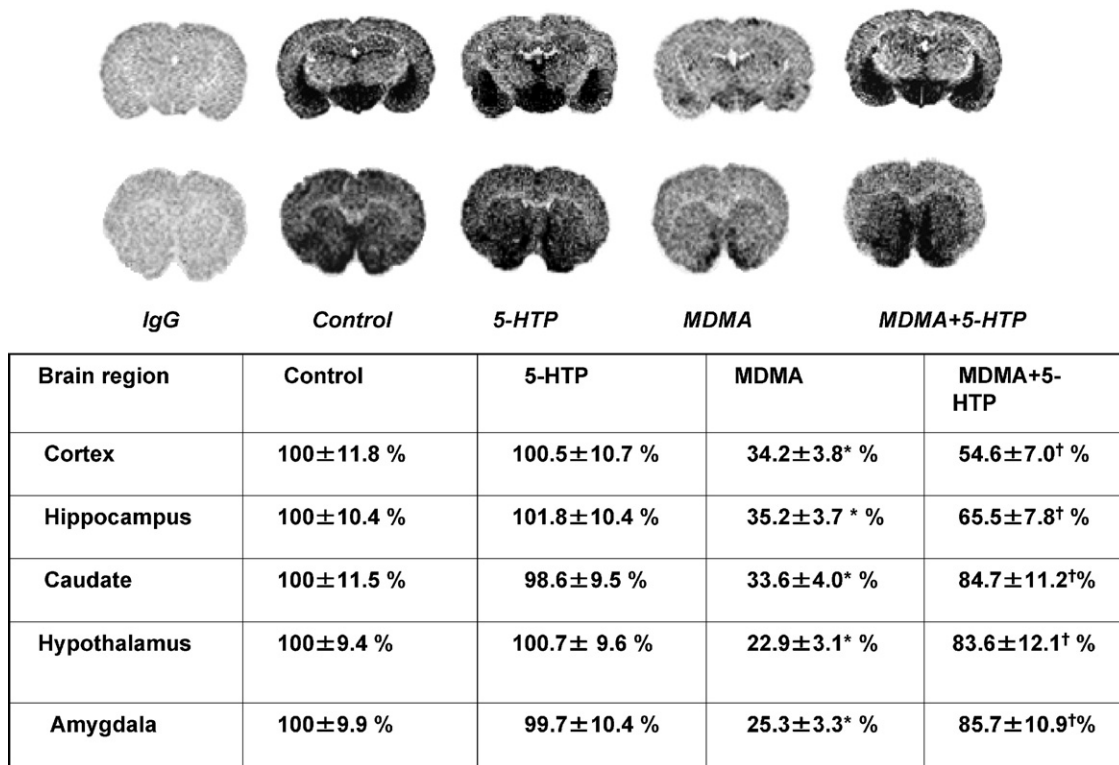 IgG Control 5-HTP MDMA MDMA+5-HTP
Brain region Control 5-HTP MDMA MDMA+5-
HTP
Cortex 100±11.8 % 100.5±10.7 % 34.2±3.8* % 54.6±7.0† %
Hippocampus 100±10.4 % 101.8±10.4 % 35.2±3.7 * % 65.5±7.8† %
Caudate 100±11.5 % 98.6±9.5 % 33.6±4.0* % 84.7±11.2†%
Hypothalamus 100±9.4 % 100.7± 9.6 % 22.9±3.1* % 83.6±12.1† %
Amygdala 100±9.9 % 99.7±10.4 % 25.3±3.3* % 85.7±10.9†%